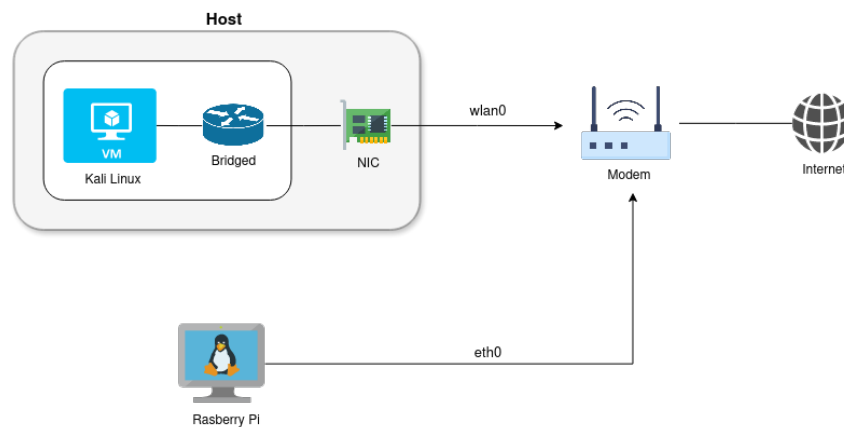 Host
VM
Kali Linux
Bridged
NIC
wlan0
Modem
Internet
eth0
Rasberry Pi